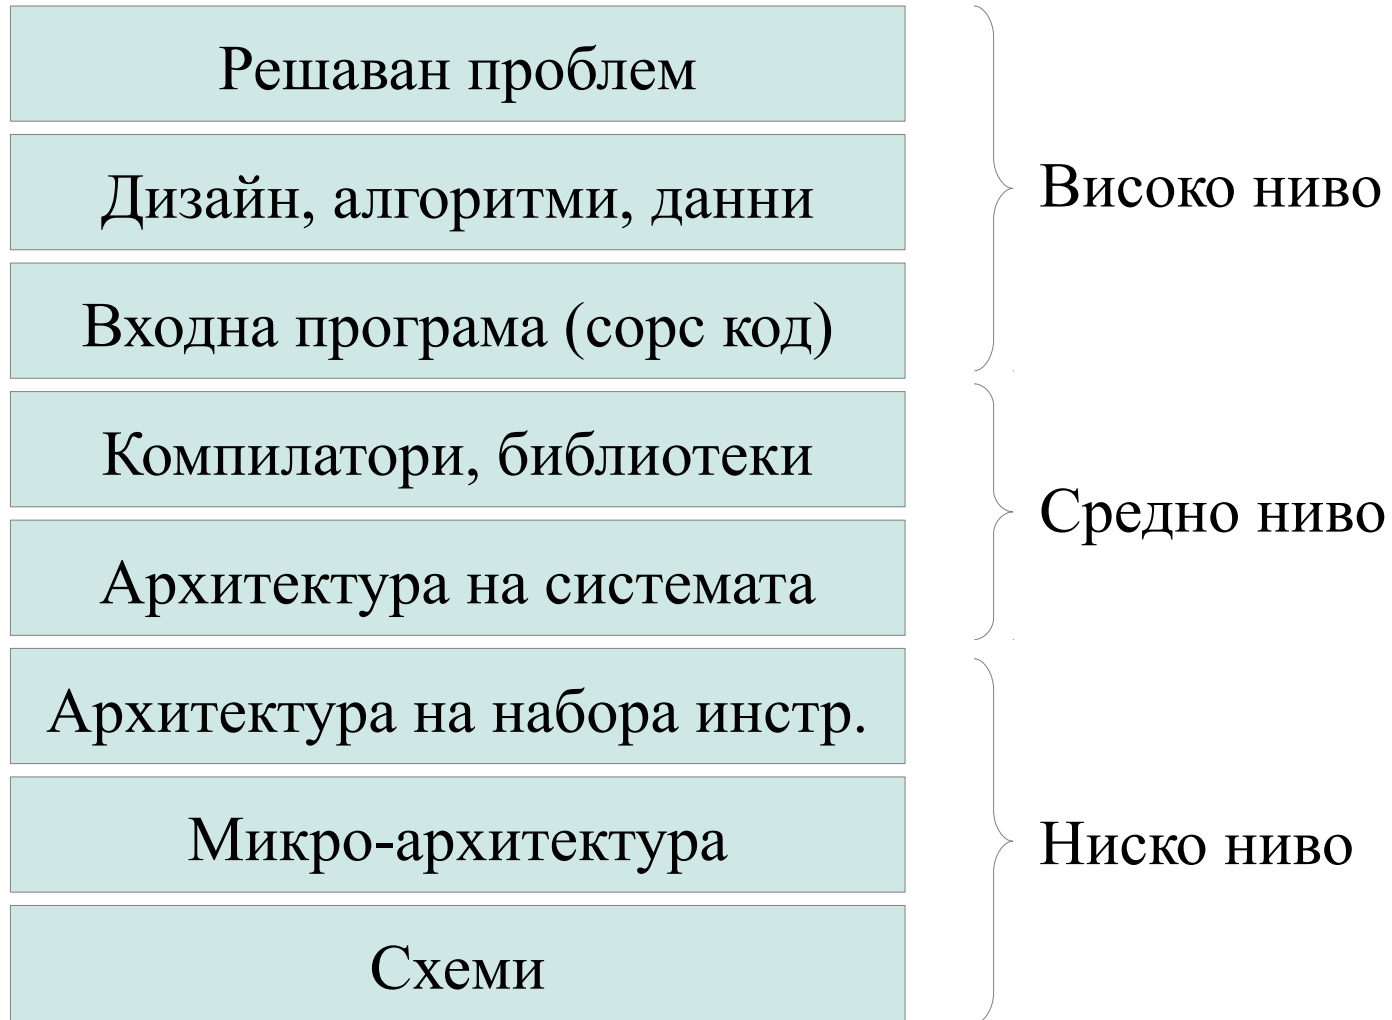 Решаван проблем
Дизайн, алгоритми, данни
Входна програма (сорс код)
Високо ниво
Компилатори, библиотеки
Архитектура на системата
Средно ниво
Архитектура на набора инстр.
Микро-архитектура
Схеми
Ниско ниво